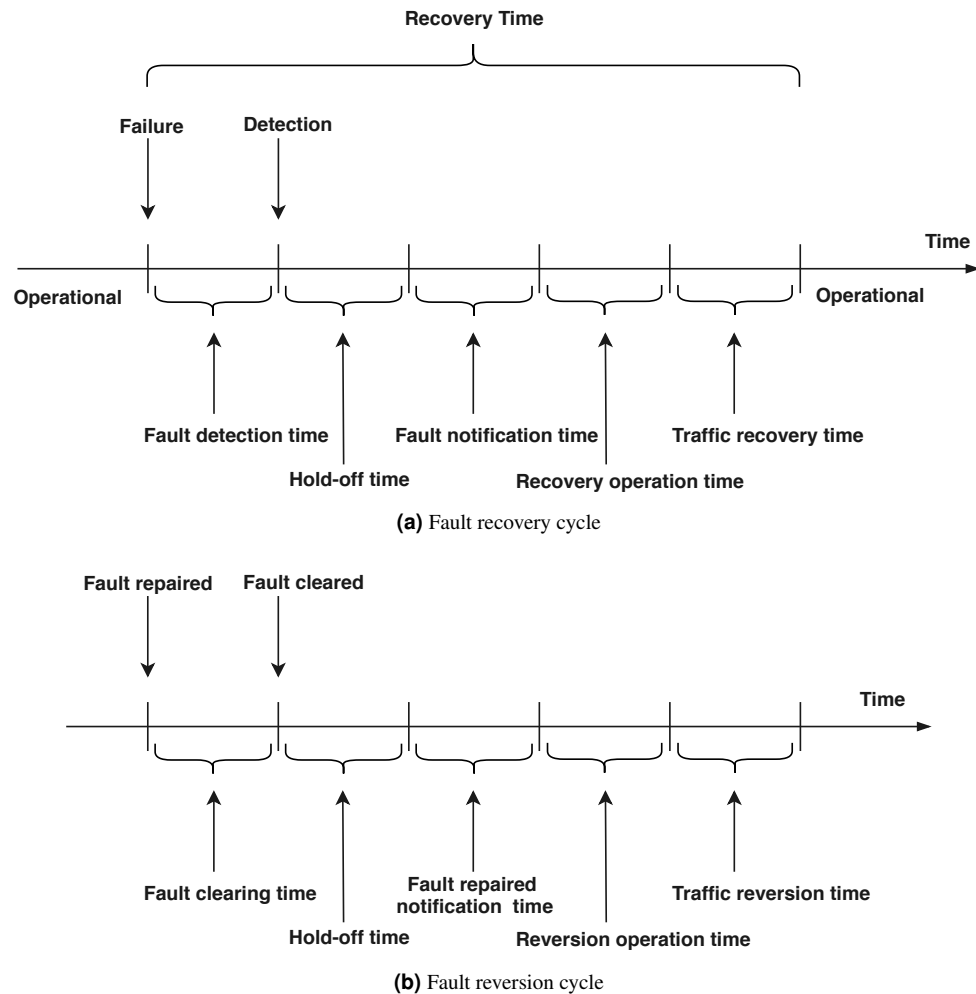 Recovery Time
Failure
Detection
Time
Operational
Operational
Fault detection time
Fault notification time
Traffic recovery time
Hold-off time
Recovery operation time
(a) Fault recovery cycle
Fault repaired
Fault cleared
Time
Fault clearing time
Fault repaired
notification time
Traffic reversion time
Hold-off time
Reversion operation time
(b) Fault reversion cycle